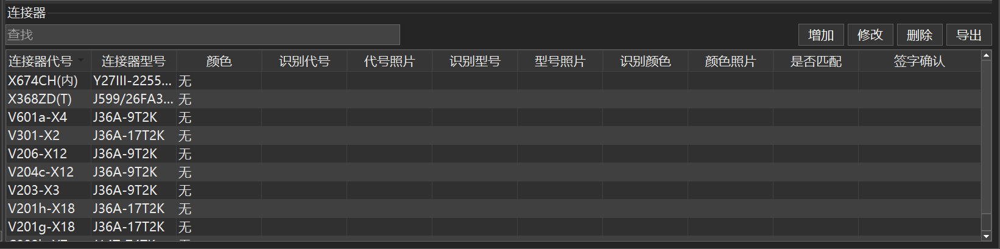 连接器
查找 增加 修改 删除 导出
连接器代号 连接器型号 颜色 识别代号 代号照片 识别型号 型号照片 识别颜色 颜色照片 是否匹配 签字确认
X674CH(内) Y27III-2255... 无
X368ZD(T) J599/26FA3... 无
V601a-X4 J36A-9T2K 无
V301-X2 J36A-17T2K 无
V206-X12 J36A-9T2K 无
V204c-X12 J36A-9T2K 无
V203-X3 J36A-9T2K 无
V201h-X18 J36A-17T2K 无
V201g-X18 J36A-17T2K 无